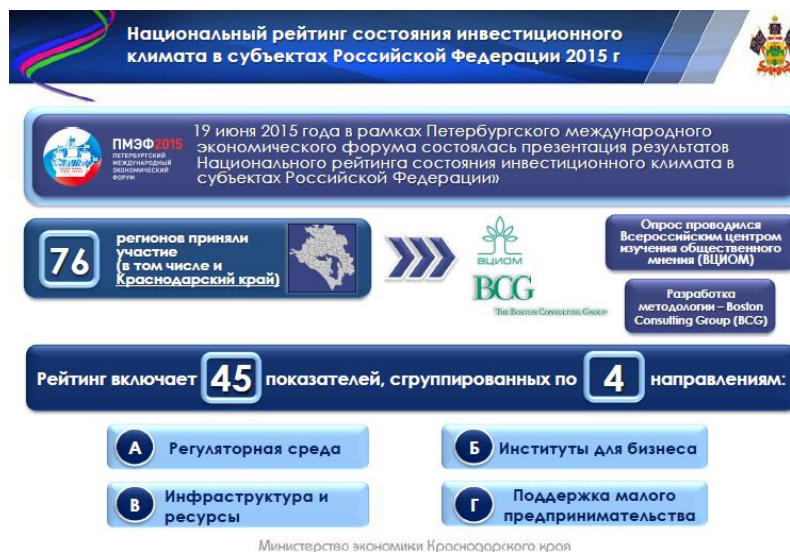 Национальный рейтинг состояния инвестиционного
климата в субъектах Российской Федерации 2015 г
ПМЭФ2015
ПЕТЕРБУРГСКИЙ
МЕЖДУНАРОДНЫЙ
ЭКОНОМИЧЕСКИЙ
ФОРУМ
19 июня 2015 года в рамках Петербургского международного
экономического форума состоялась презентация результатов
Национального рейтинга состояния инвестиционного климата в
субъектах Российской Федерации»
76
регионов приняли
участие
(в том числе и
Краснодарский край)
ВЦИОМ
BCG
THE BOSTON CONSULTING GROUP
Опрос проводился
Всероссийским центром
изучения общественного
мнения (ВЦИОМ)
Разработка
методологии – Boston
Consulting Group (BCG)
Рейтинг включает 45 показателей, сгруппированных по 4 направлениям:
А Регуляторная среда
Б Институты для бизнеса
В Инфраструктура и
ресурсы
Г Поддержка малого
предпринимательства
Министерство экономики Краснодарского края